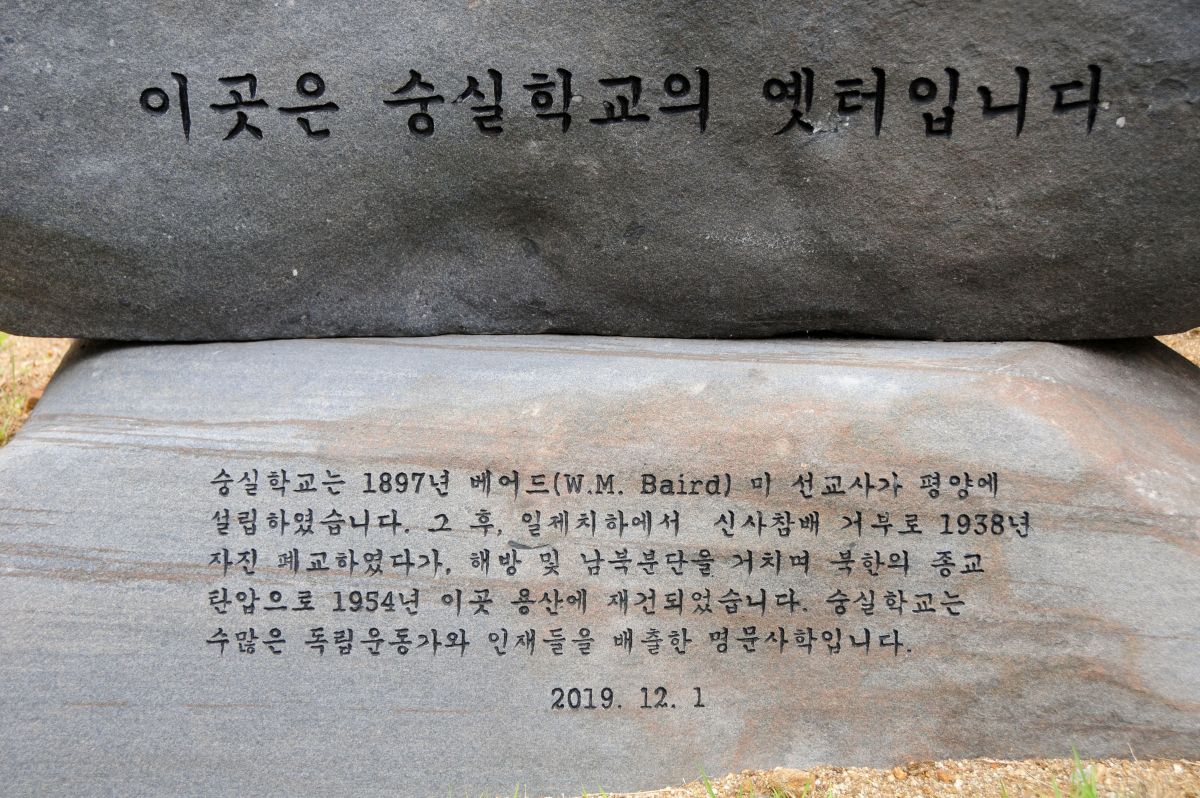 이곳은 숭실학교의 옛터입니다.
숭실학교는 1897년 베어드(W.M. Baird) 미 선교사가 평양에
설립하였습니다. 그 후, 일제치하에서 신사참배 거부로 1938년
자진 폐교하였다가, 해방 및 남북분단을 거치며 북한의 종교
탄압으로 1954년 이곳 용산에 재건되었습니다. 숭실학교는
수많은 독립운동가와 인재들을 배출한 명문사학입니다.
2019. 12. 1